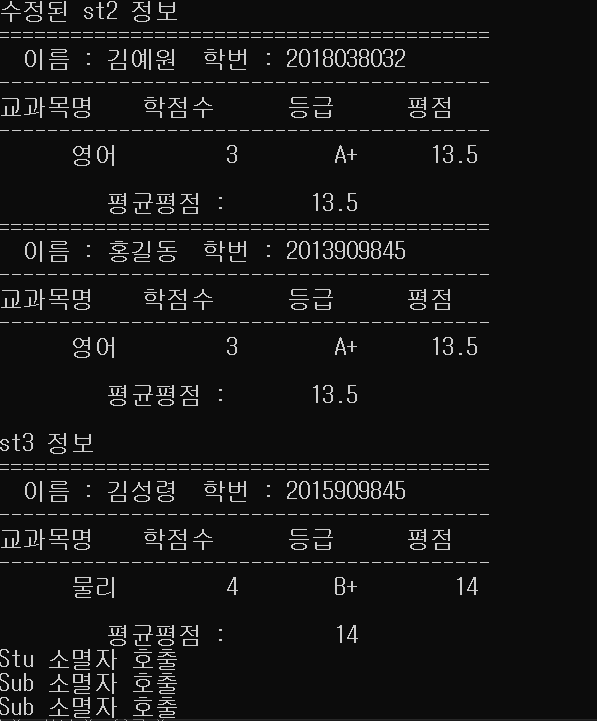 수정된 st2 정보
=========================================
이름 : 김예원 학번 : 2018038032
-----------------------------------------
교과목명 학점수 등급 평점
-----------------------------------------
영어 3 A+ 13.5
평균평점 : 13.5
=========================================
이름 : 홍길동 학번 : 2013909845
-----------------------------------------
교과목명 학점수 등급 평점
-----------------------------------------
영어 3 A+ 13.5
평균평점 : 13.5
st3 정보
=========================================
이름 : 김성령 학번 : 2015909845
-----------------------------------------
교과목명 학점수 등급 평점
-----------------------------------------
물리 4 B+ 14
평균평점 : 14
Stu 소멸자 호출
Sub 소멸자 호출
Sub 소멸자 호출